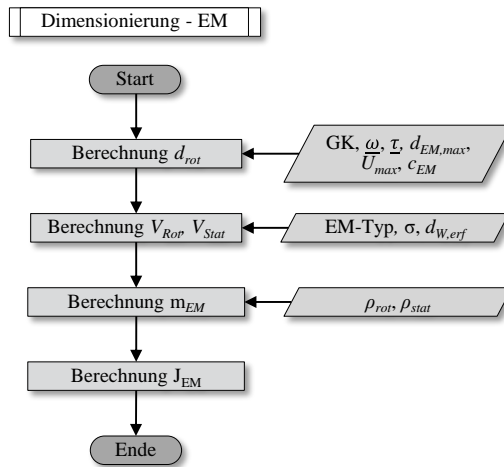 Dimensionierung - EM
Start
Berechnung d_rot
GK, ω, τ, d_EM,max,
U_max, c_EM
Berechnung V_Rot, V_Stat
EM-Typ, σ, d_W,erf
Berechnung m_EM
ρ_rot, ρ_stat
Berechnung J_EM
Ende